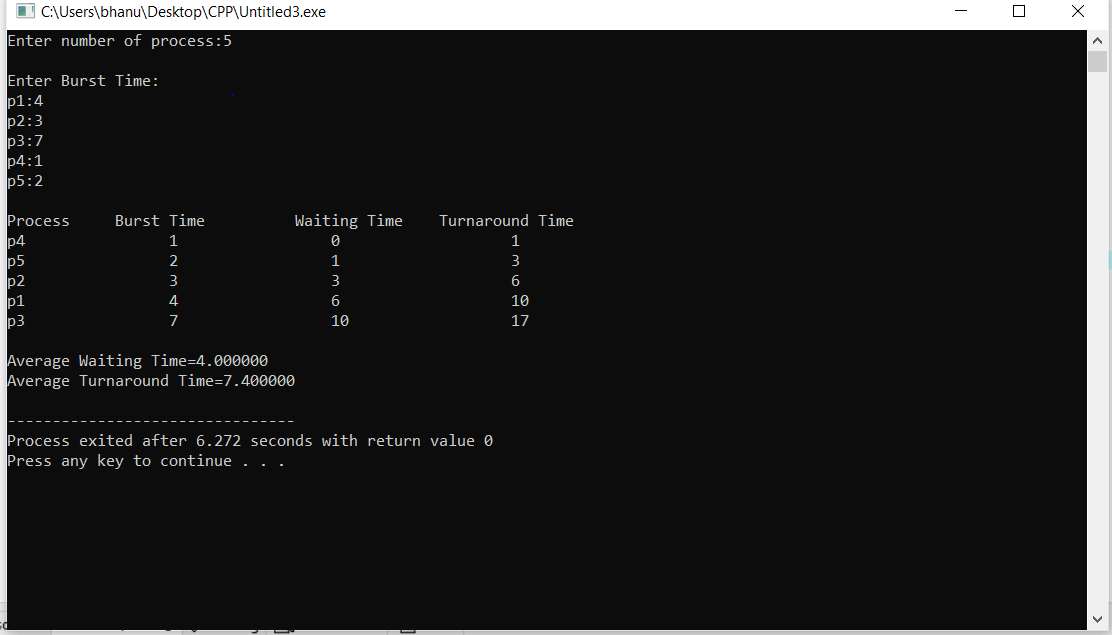 C:\Users\bhanu\Desktop\CPP\Untitled3.exe
Enter number of process:5
Enter Burst Time:
p1:4
p2:3
p3:7
p4:1
p5:2
Process Burst Time Waiting Time Turnaround Time
p4 1 0 1
p5 2 1 3
p2 3 3 6
p1 4 6 10
p3 7 10 17
Average Waiting Time=4.000000
Average Turnaround Time=7.400000
--------------------------------
Process exited after 6.272 seconds with return value 0
Press any key to continue . . .